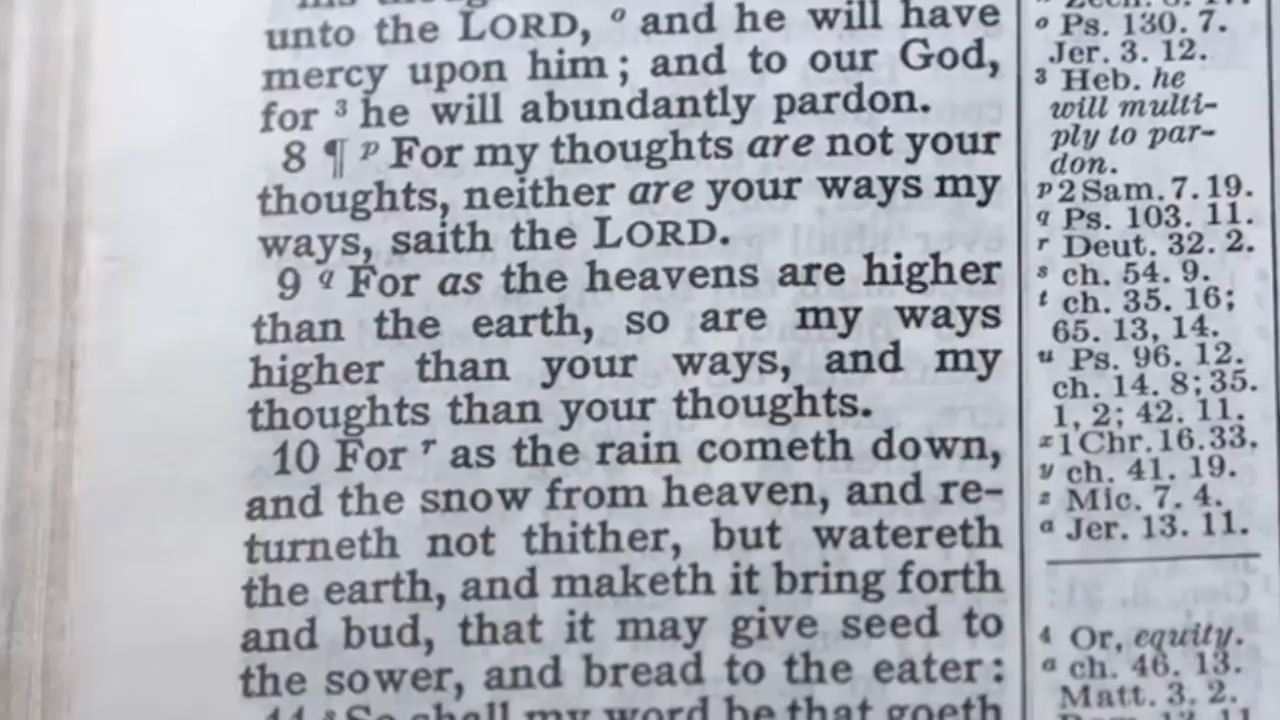 unto the LORD, o and he will have
mercy upon him; and to our God,
for 3 he will abundantly pardon.
8 ¶ p For my thoughts are not your
thoughts, neither are your ways my
ways, saith the LORD.
9 q For as the heavens are higher
than the earth, so are my ways
higher than your ways, and my
thoughts than your thoughts.
10 For r as the rain cometh down,
and the snow from heaven, and re-
turneth not thither, but watereth
the earth, and maketh it bring forth
and bud, that it may give seed to
the sower, and bread to the eater:
11 s So shall my word be that goeth
o Ps. 130. 7.
Jer. 3. 12.
3 Heb. he
will multi-
ply to par-
don.
p 2 Sam. 7. 19.
q Ps. 103. 11.
r Deut. 32. 2.
s ch. 54. 9.
t ch. 35. 16;
65. 13, 14.
u Ps. 96. 12.
ch. 14. 8; 35.
1, 2; 42. 11.
x 1 Chr. 16. 33.
y ch. 41. 19.
z Mic. 7. 4.
a Jer. 13. 11.
4 Or, equity.
a ch. 46. 13.
Matt. 3. 2.